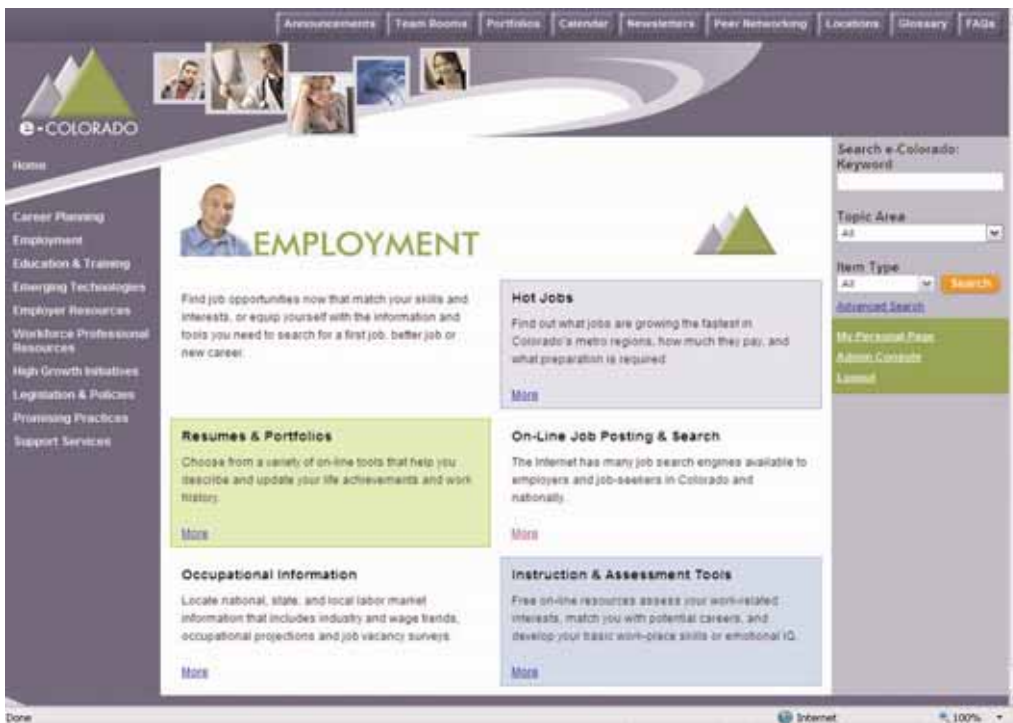 Announcements Team Rooms Portfolios Calendar Newsletters Peer Networking Locations Glossary FAQs
e-COLORADO
Home
Career Planning
Employment
Education & Training
Emerging Technologies
Employer Resources
Workforce Professional
Resources
High Growth Initiatives
Legislation & Policies
Promising Practices
Support Services
EMPLOYMENT
Find job opportunities now that match your skills and
interests, or equip yourself with the information and
tools you need to search for a first job, better job or
new career.
Hot Jobs
Find out what jobs are growing the fastest in
Colorado's metro regions, how much they pay, and
what preparation is required.
More
Resumes & Portfolios
Choose from a variety of on-line tools that help you
describe and update your life achievements and work
history.
More
On-Line Job Posting & Search
The Internet has many job search engines available to
employers and job-seekers in Colorado and
nationally.
More
Occupational Information
Locate national, state, and local labor market
information that includes industry and wage trends,
occupational projections and job vacancy surveys.
More
Instruction & Assessment Tools
Free on-line resources assess your work-related
interests, match you with potential careers, and
develop your basic work-place skills or emotional IQ.
More
Search e-Colorado:
Keyword
Topic Area
All
Item Type
All
Search
Advanced Search
My Personal Page
Admin Console
Logout
Done
Internet
100%